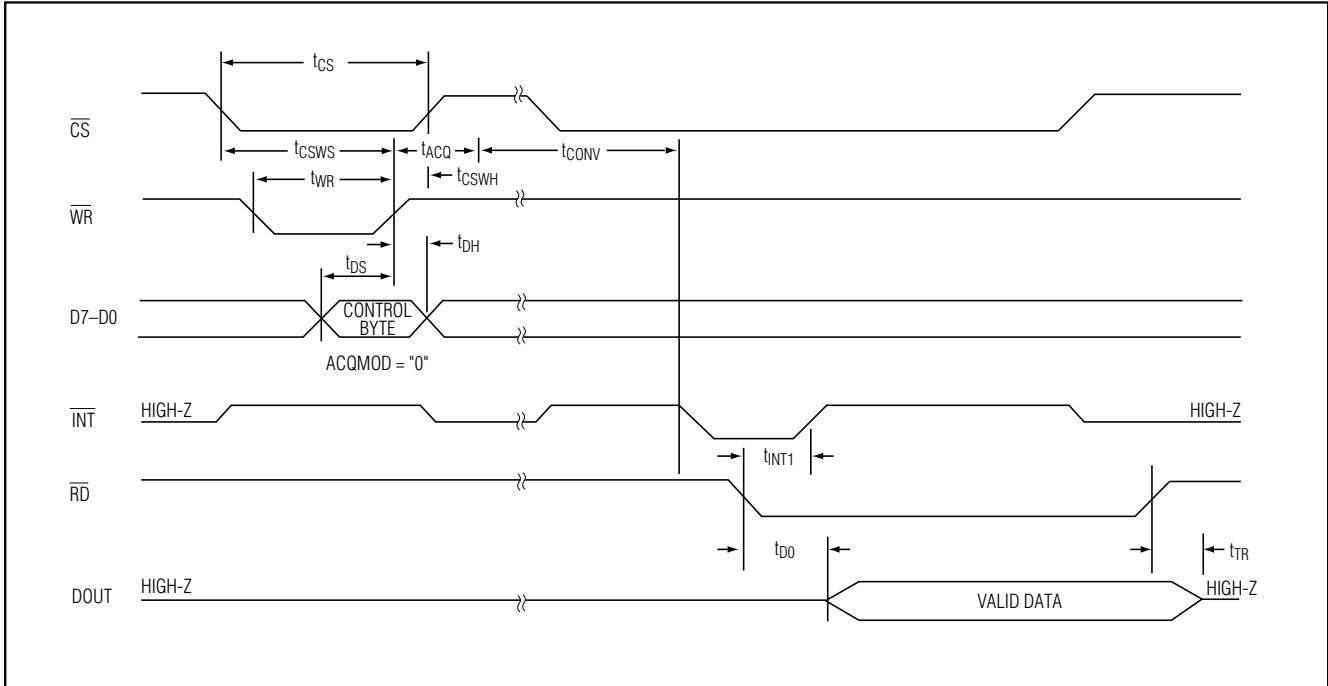 tCS
CS
tCSWS
tACQ
tCONV
tWR
tCSWH
WR
tDH
tDS
D7–D0
CONTROL
BYTE
ACQMOD = "0"
INT
HIGH-Z
HIGH-Z
tINT1
RD
tD0
tTR
DOUT
HIGH-Z
VALID DATA
HIGH-Z